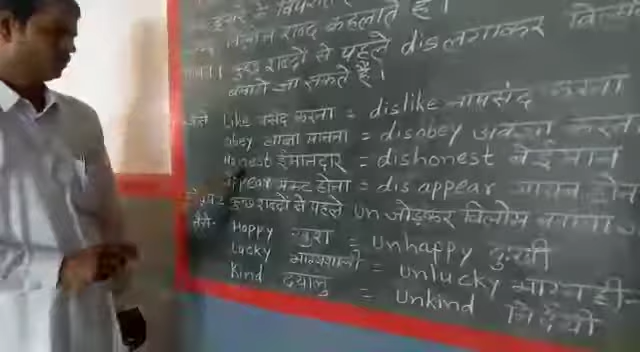 के विपरीत
विलोम शब्द कहलाते हैं।
कुछ शब्दों से पहले dis लगाकर विलोम
बनाये जा सकते हैं।
जैसे Like पसंद करना = dislike नापसंद करना
obey आज्ञा मानना = disobey अवज्ञा करना
Honest ईमानदार = dishonest बेईमान
appear प्रकट होना = disappear गायब होना
कुछ शब्दों से पहले un जोड़कर विलोम
जैसे- Happy खुश = unhappy दुःखी
Lucky भाग्यशाली = unlucky भाग्यहीन
Kind दयालु = unkind निर्दयी